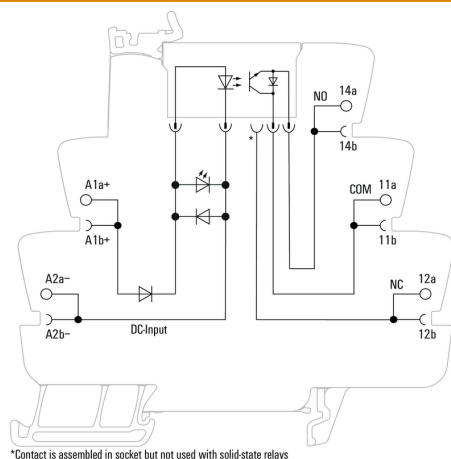 NO
14a
*
14b
A1a+
COM
11a
A1b+
11b
A2a–
NC
12a
DC-Input
A2b–
12b
*Contact is assembled in socket but not used with solid-state relays